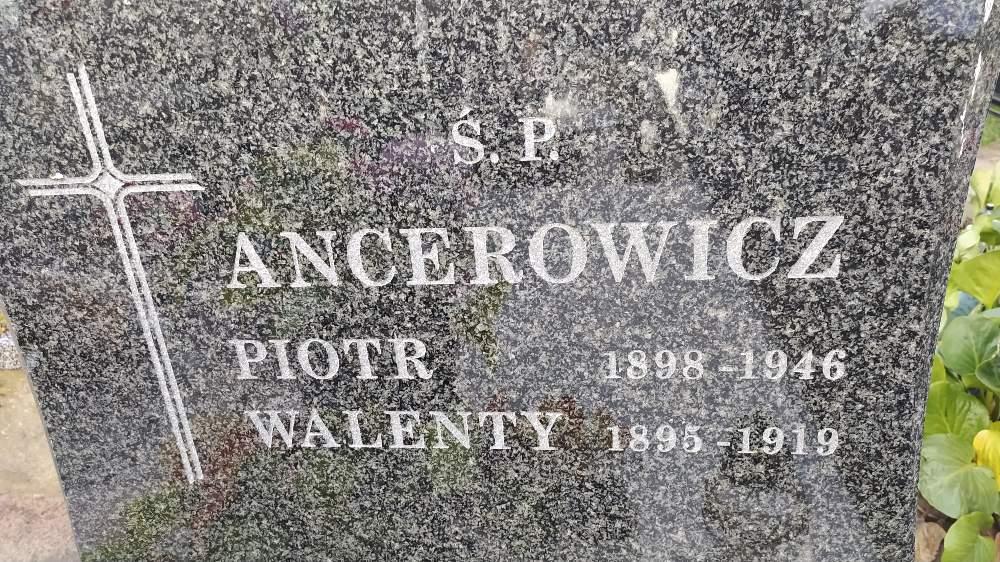 Ś. P.
ANCEROWICZ
PIOTR 1898-1946
WALENTY 1895-1919